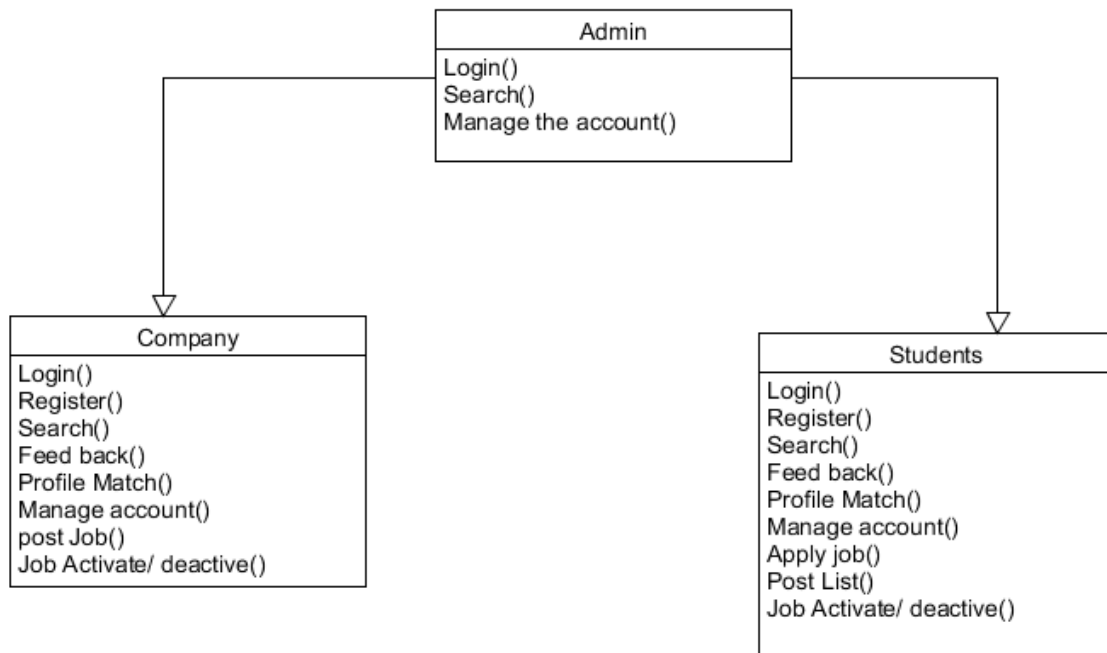 Admin
Login()
Search()
Manage the account()
Company
Login()
Register()
Search()
Feed back()
Profile Match()
Manage account()
post Job()
Job Activate/ deactive()
Students
Login()
Register()
Search()
Feed back()
Profile Match()
Manage account()
Apply job()
Post List()
Job Activate/ deactive()